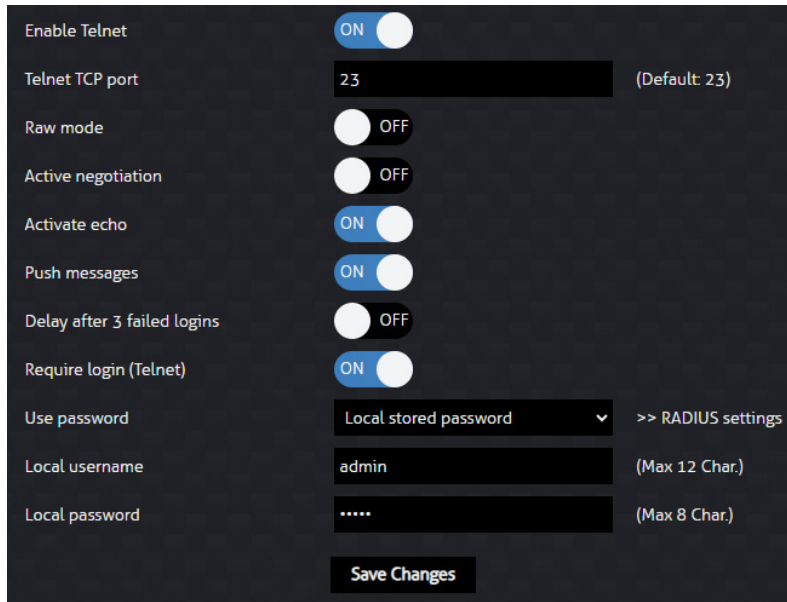 Enable Telnet ON
Telnet TCP port 23 (Default: 23)
Raw mode OFF
Active negotiation OFF
Activate echo ON
Push messages ON
Delay after 3 failed logins OFF
Require login (Telnet) ON
Use password Local stored password >> RADIUS settings
Local username admin (Max 12 Char.)
Local password ••••• (Max 8 Char.)
Save Changes